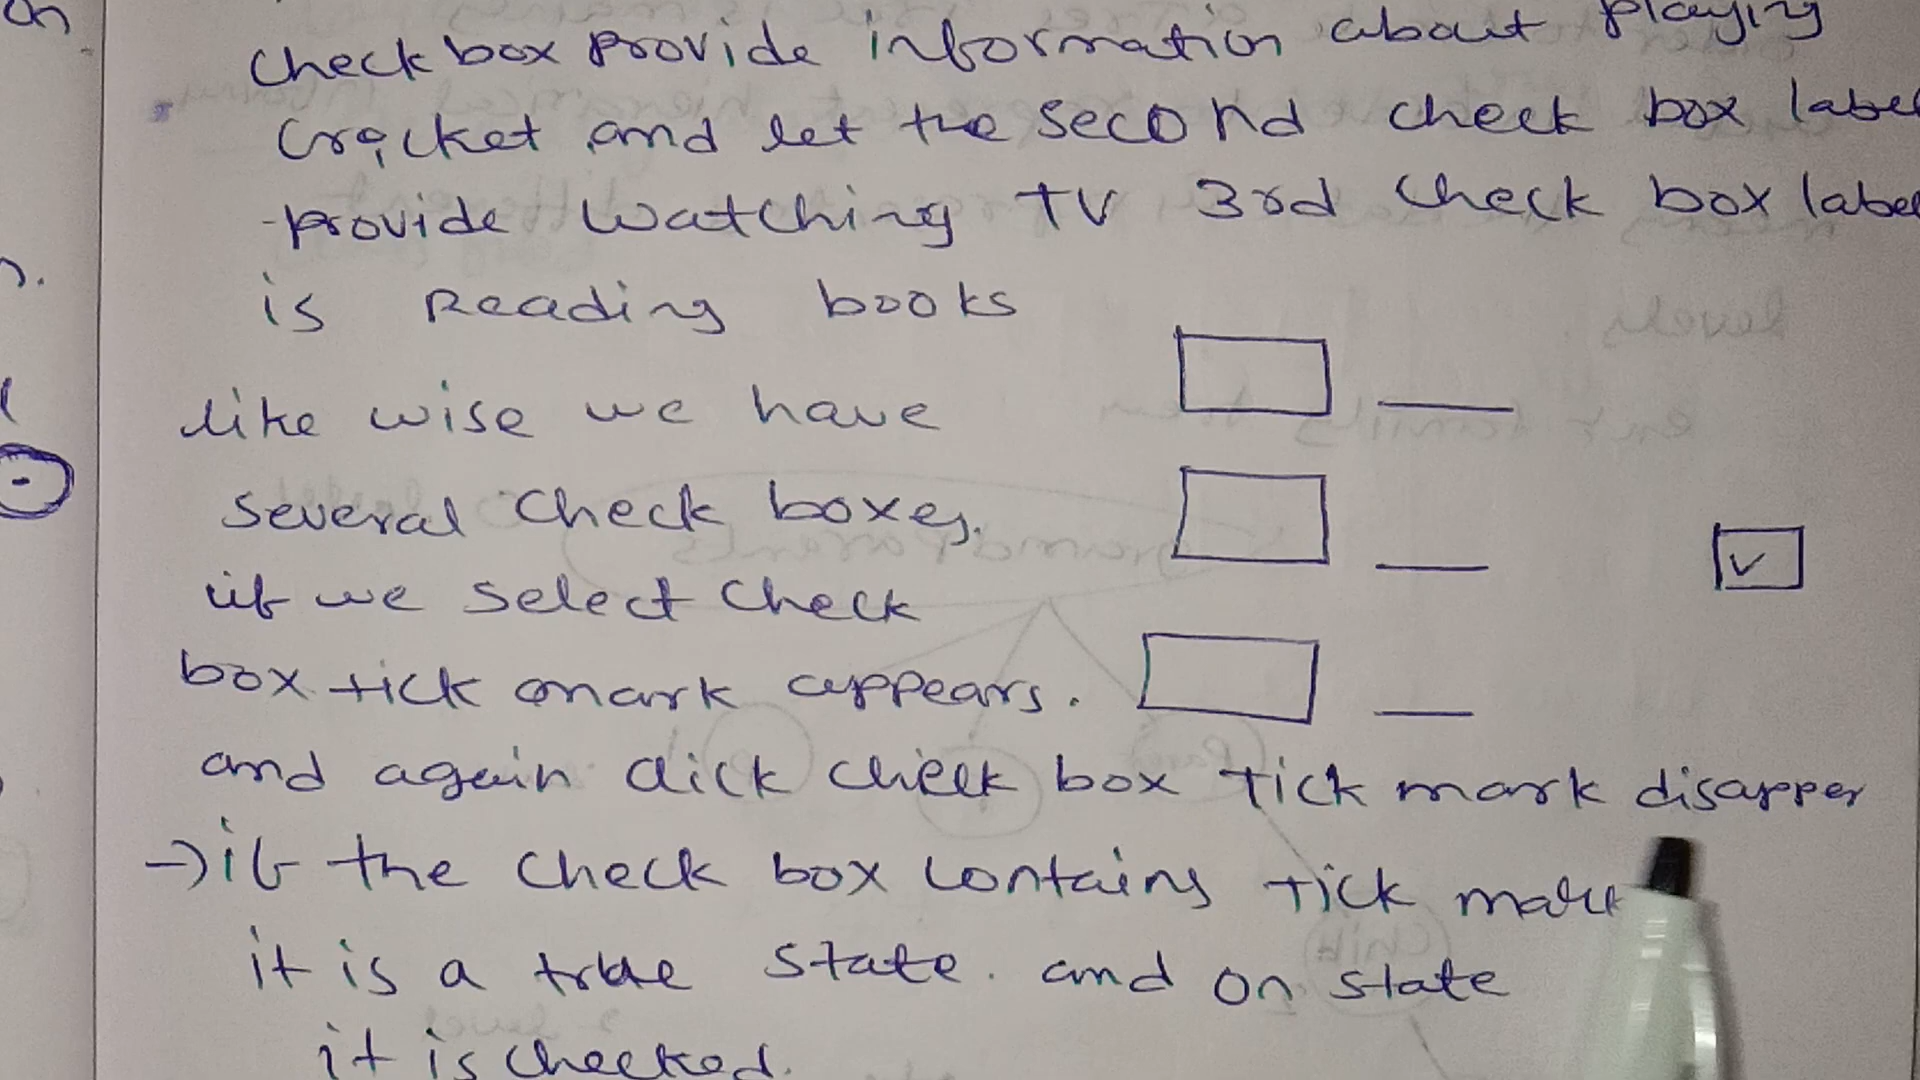 check box provide information about playing
cricket and let the second check box label
provide watching TV 3rd check box label
is Reading books
like wise we have
several check boxes.
if we select check
box tick mark appears.
and again click check box tick mark disapper
→ if the check box contains tick mark
it is a true state. and on state
it is checked.